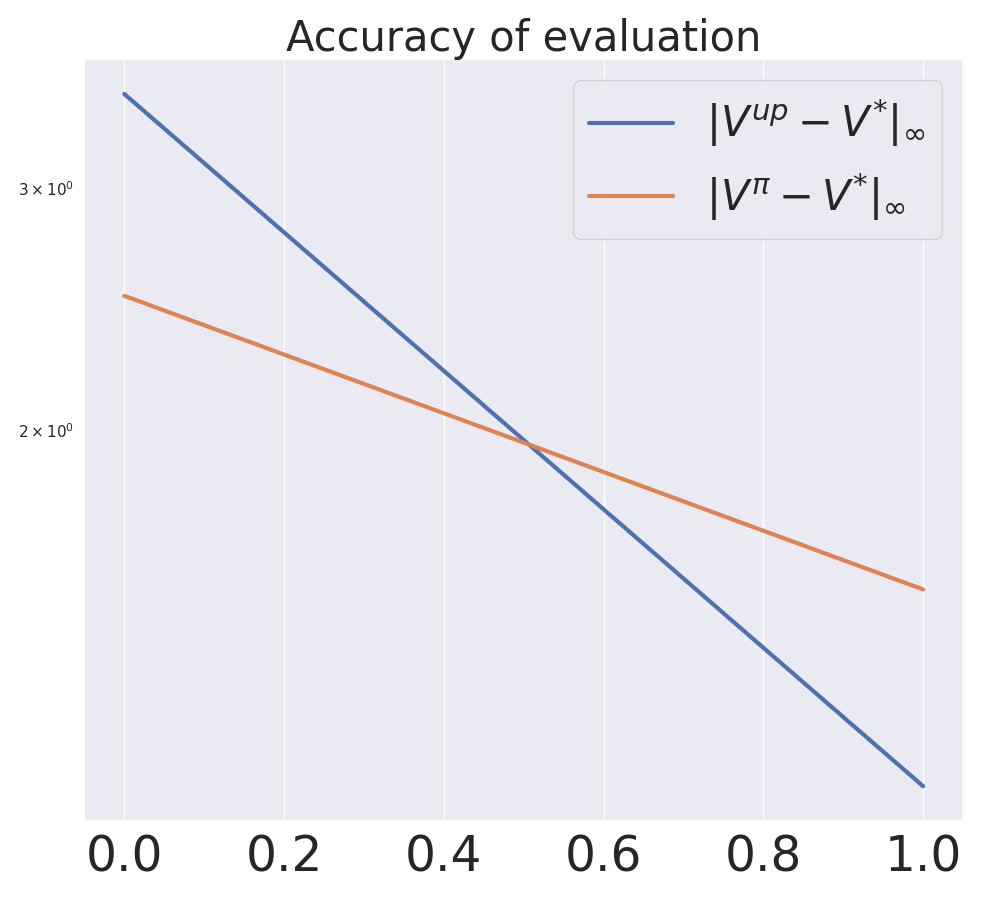 Accuracy of evaluation
|V^{up} − V^*|_∞
|V^π − V^*|_∞
3 × 10^0
2 × 10^0
0.0 0.2 0.4 0.6 0.8 1.0